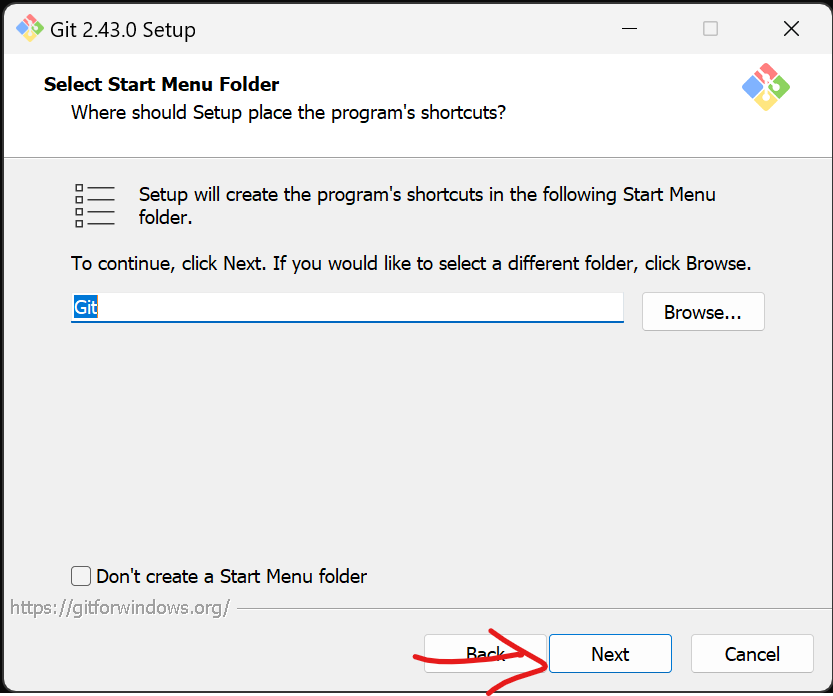 Git 2.43.0 Setup
Select Start Menu Folder
Where should Setup place the program's shortcuts?
Setup will create the program's shortcuts in the following Start Menu
folder.
To continue, click Next. If you would like to select a different folder, click Browse.
Git
Browse...
Don't create a Start Menu folder
https://gitforwindows.org/
Back
Next
Cancel